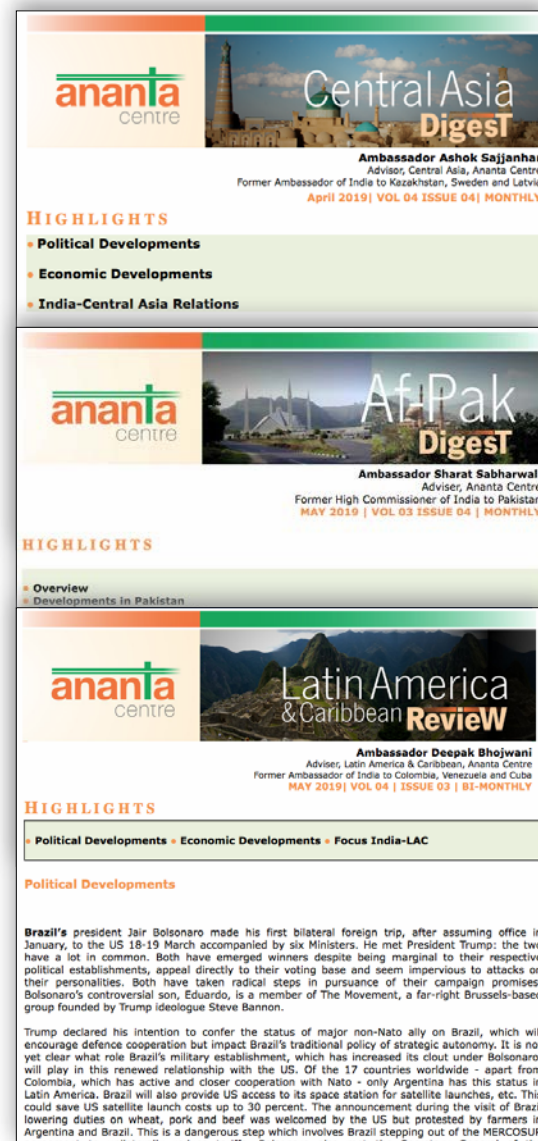 ananta
centre
Central Asia
DigesT
Ambassador Ashok Sajjanhar
Advisor, Central Asia, Ananta Centre
Former Ambassador of India to Kazakhstan, Sweden and Latvia
April 2019| VOL 04 ISSUE 04| MONTHLY
HIGHLIGHTS
• Political Developments
• Economic Developments
• India-Central Asia Relations
ananta
centre
Af-Pak
DigesT
Ambassador Sharat Sabharwal
Adviser, Ananta Centre
Former High Commissioner of India to Pakistan
MAY 2019 | VOL 03 ISSUE 04 | MONTHLY
HIGHLIGHTS
• Overview
• Developments in Pakistan
ananta
centre
Latin America
& Caribbean RevieW
Ambassador Deepak Bhojwani
Adviser, Latin America & Caribbean, Ananta Centre
Former Ambassador of India to Colombia, Venezuela and Cuba
MAY 2019| VOL 04 | ISSUE 03 | BI-MONTHLY
HIGHLIGHTS
• Political Developments • Economic Developments • Focus India-LAC
Political Developments
Brazil's president Jair Bolsonaro made his first bilateral foreign trip, after assuming office in
January, to the US 18-19 March accompanied by six Ministers. He met President Trump: the two
have a lot in common. Both have emerged winners despite being marginal to their respective
political establishments, appeal directly to their voting base and seem impervious to attacks on
their personalities. Both have taken radical steps in pursuance of their campaign promises.
Bolsonaro's controversial son, Eduardo, is a member of The Movement, a far-right Brussels-based
group founded by Trump ideologue Steve Bannon.
Trump declared his intention to confer the status of major non-Nato ally on Brazil, which will
encourage defence cooperation but impact Brazil's traditional policy of strategic autonomy. It is not
yet clear what role Brazil's military establishment, which has increased its clout under Bolsonaro,
will play in this renewed relationship with the US. Of the 17 countries worldwide - apart from
Colombia, which has active and closer cooperation with Nato - only Argentina has this status in
Latin America. Brazil will also provide US access to its space station for satellite launches, etc. This
could save US satellite launch costs up to 30 percent. The announcement during the visit of Brazil
lowering duties on wheat, pork and beef was welcomed by the US but protested by farmers in
Argentina and Brazil. This is a dangerous step which involves Brazil stepping out of the MERCOSUR